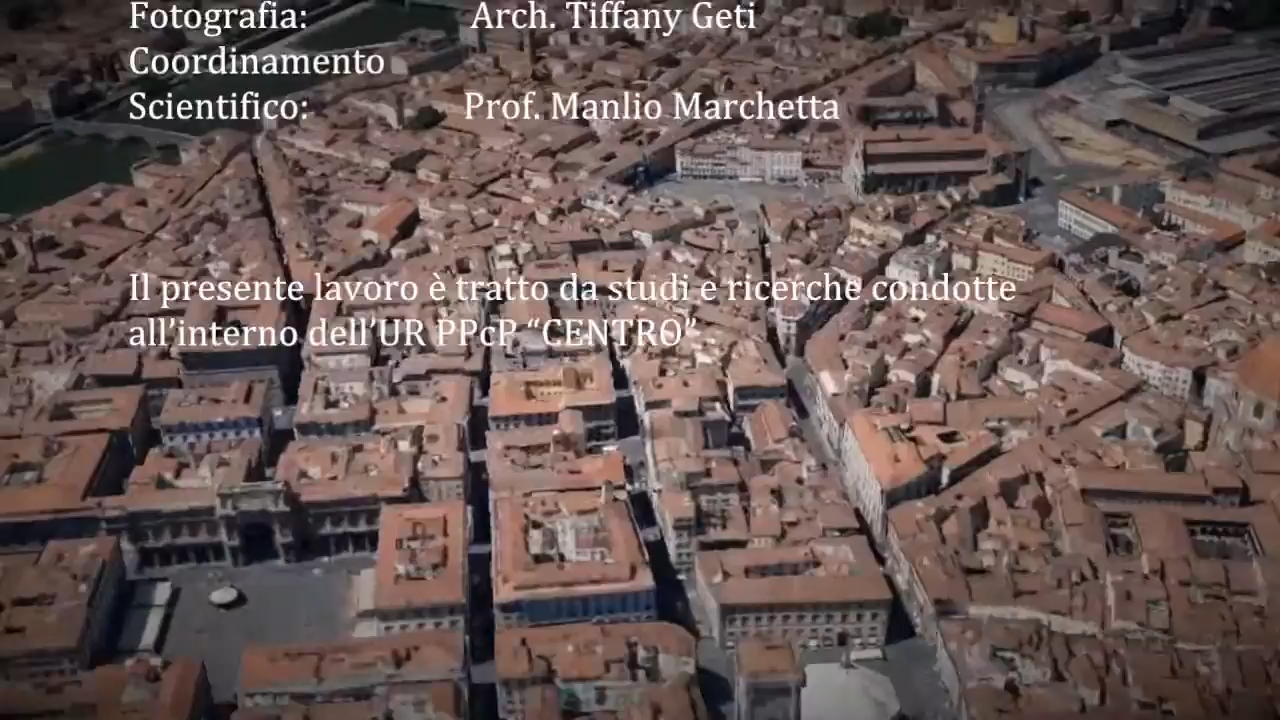 Fotografia: Arch. Tiffany Geti
Coordinamento
Scientifico: Prof. Manlio Marchetta
Il presente lavoro è tratto da studi e ricerche condotte
all’interno dell’UR PPcP “CENTRO”.